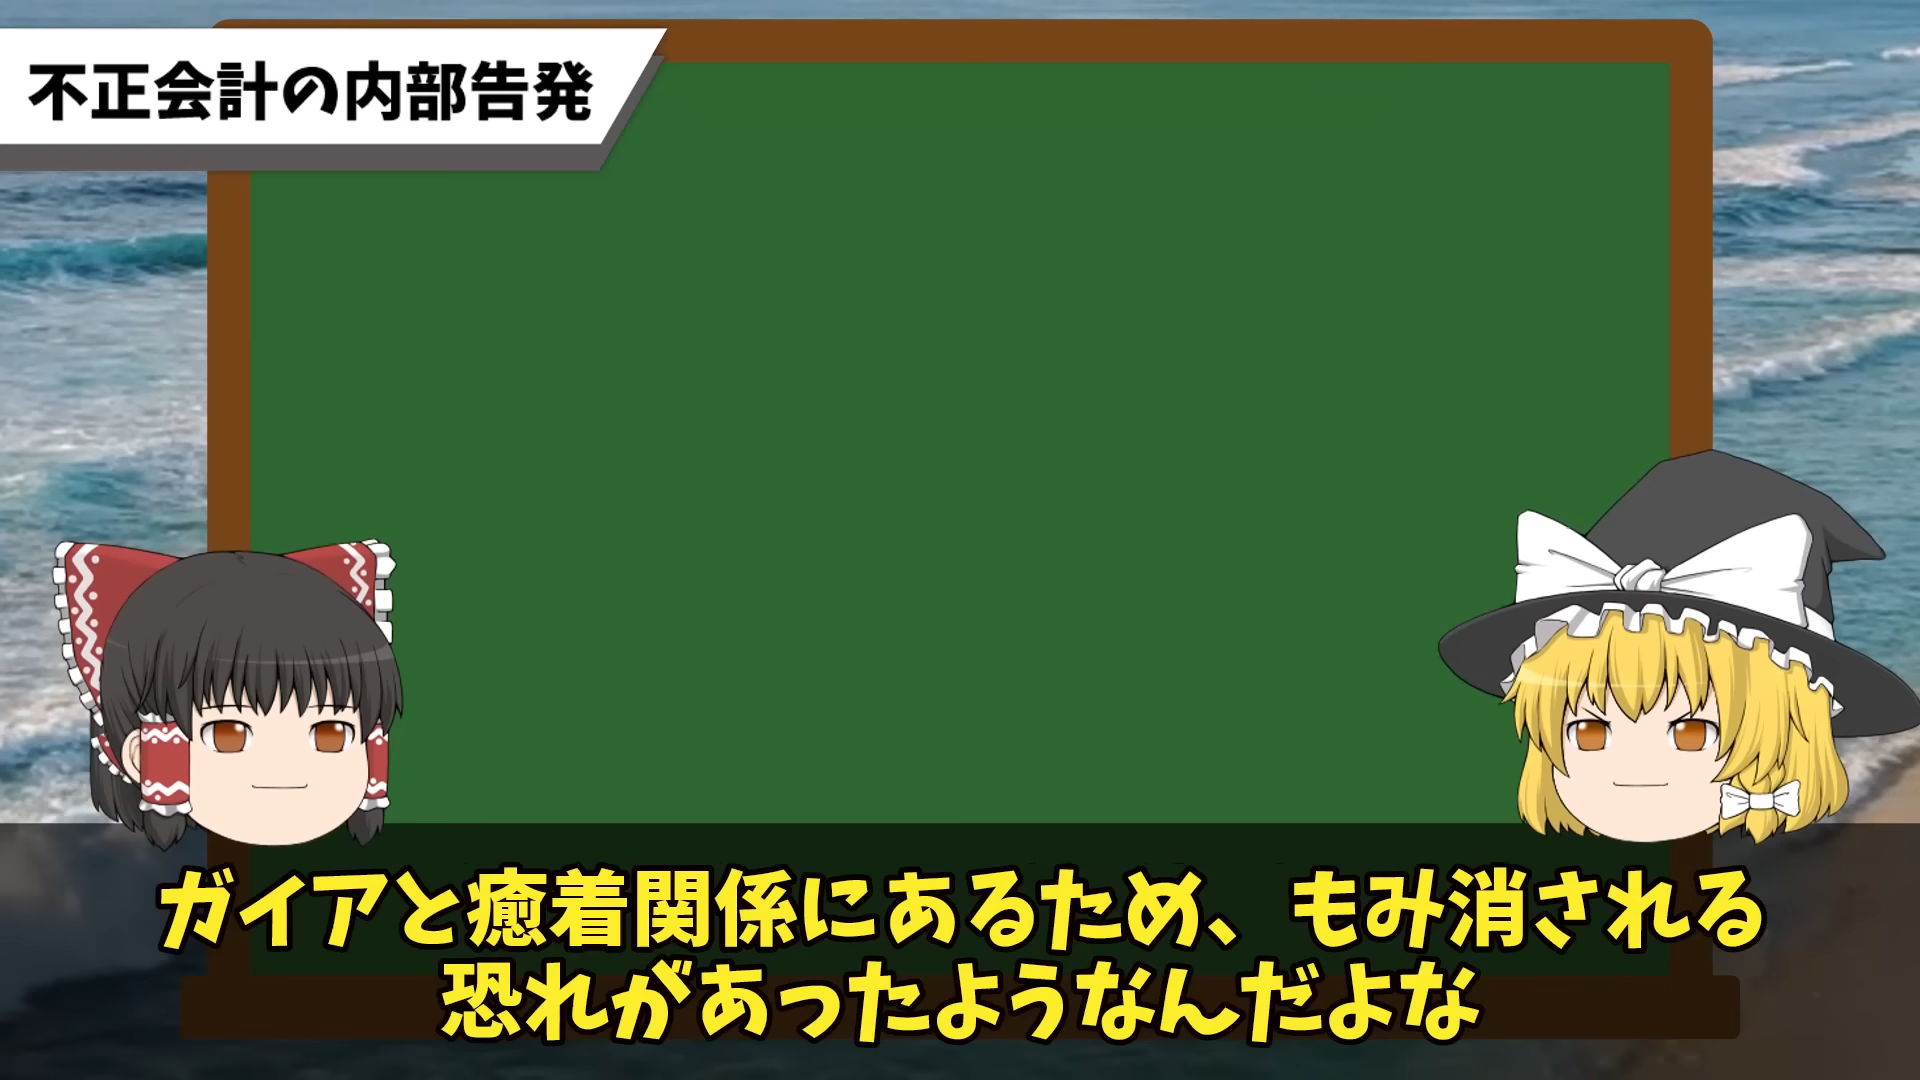 不正会計の内部告発
ガイアと癒着関係にあるため、もみ消される
恐れがあったようなんだよな